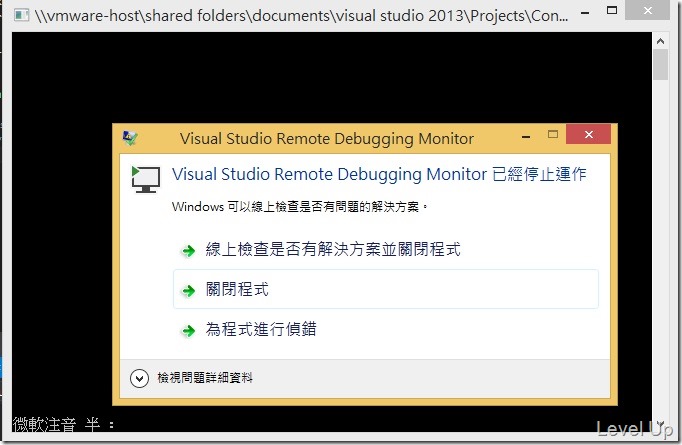 \\vmware-host\shared folders\documents\visual studio 2013\Projects\Con...
Visual Studio Remote Debugging Monitor
Visual Studio Remote Debugging Monitor 已經停止運作
Windows 可以線上檢查是否有問題的解決方案。
線上檢查是否有解決方案並關閉程式
關閉程式
為程式進行偵錯
檢視問題詳細資料
微軟注音 半 :
Level Up